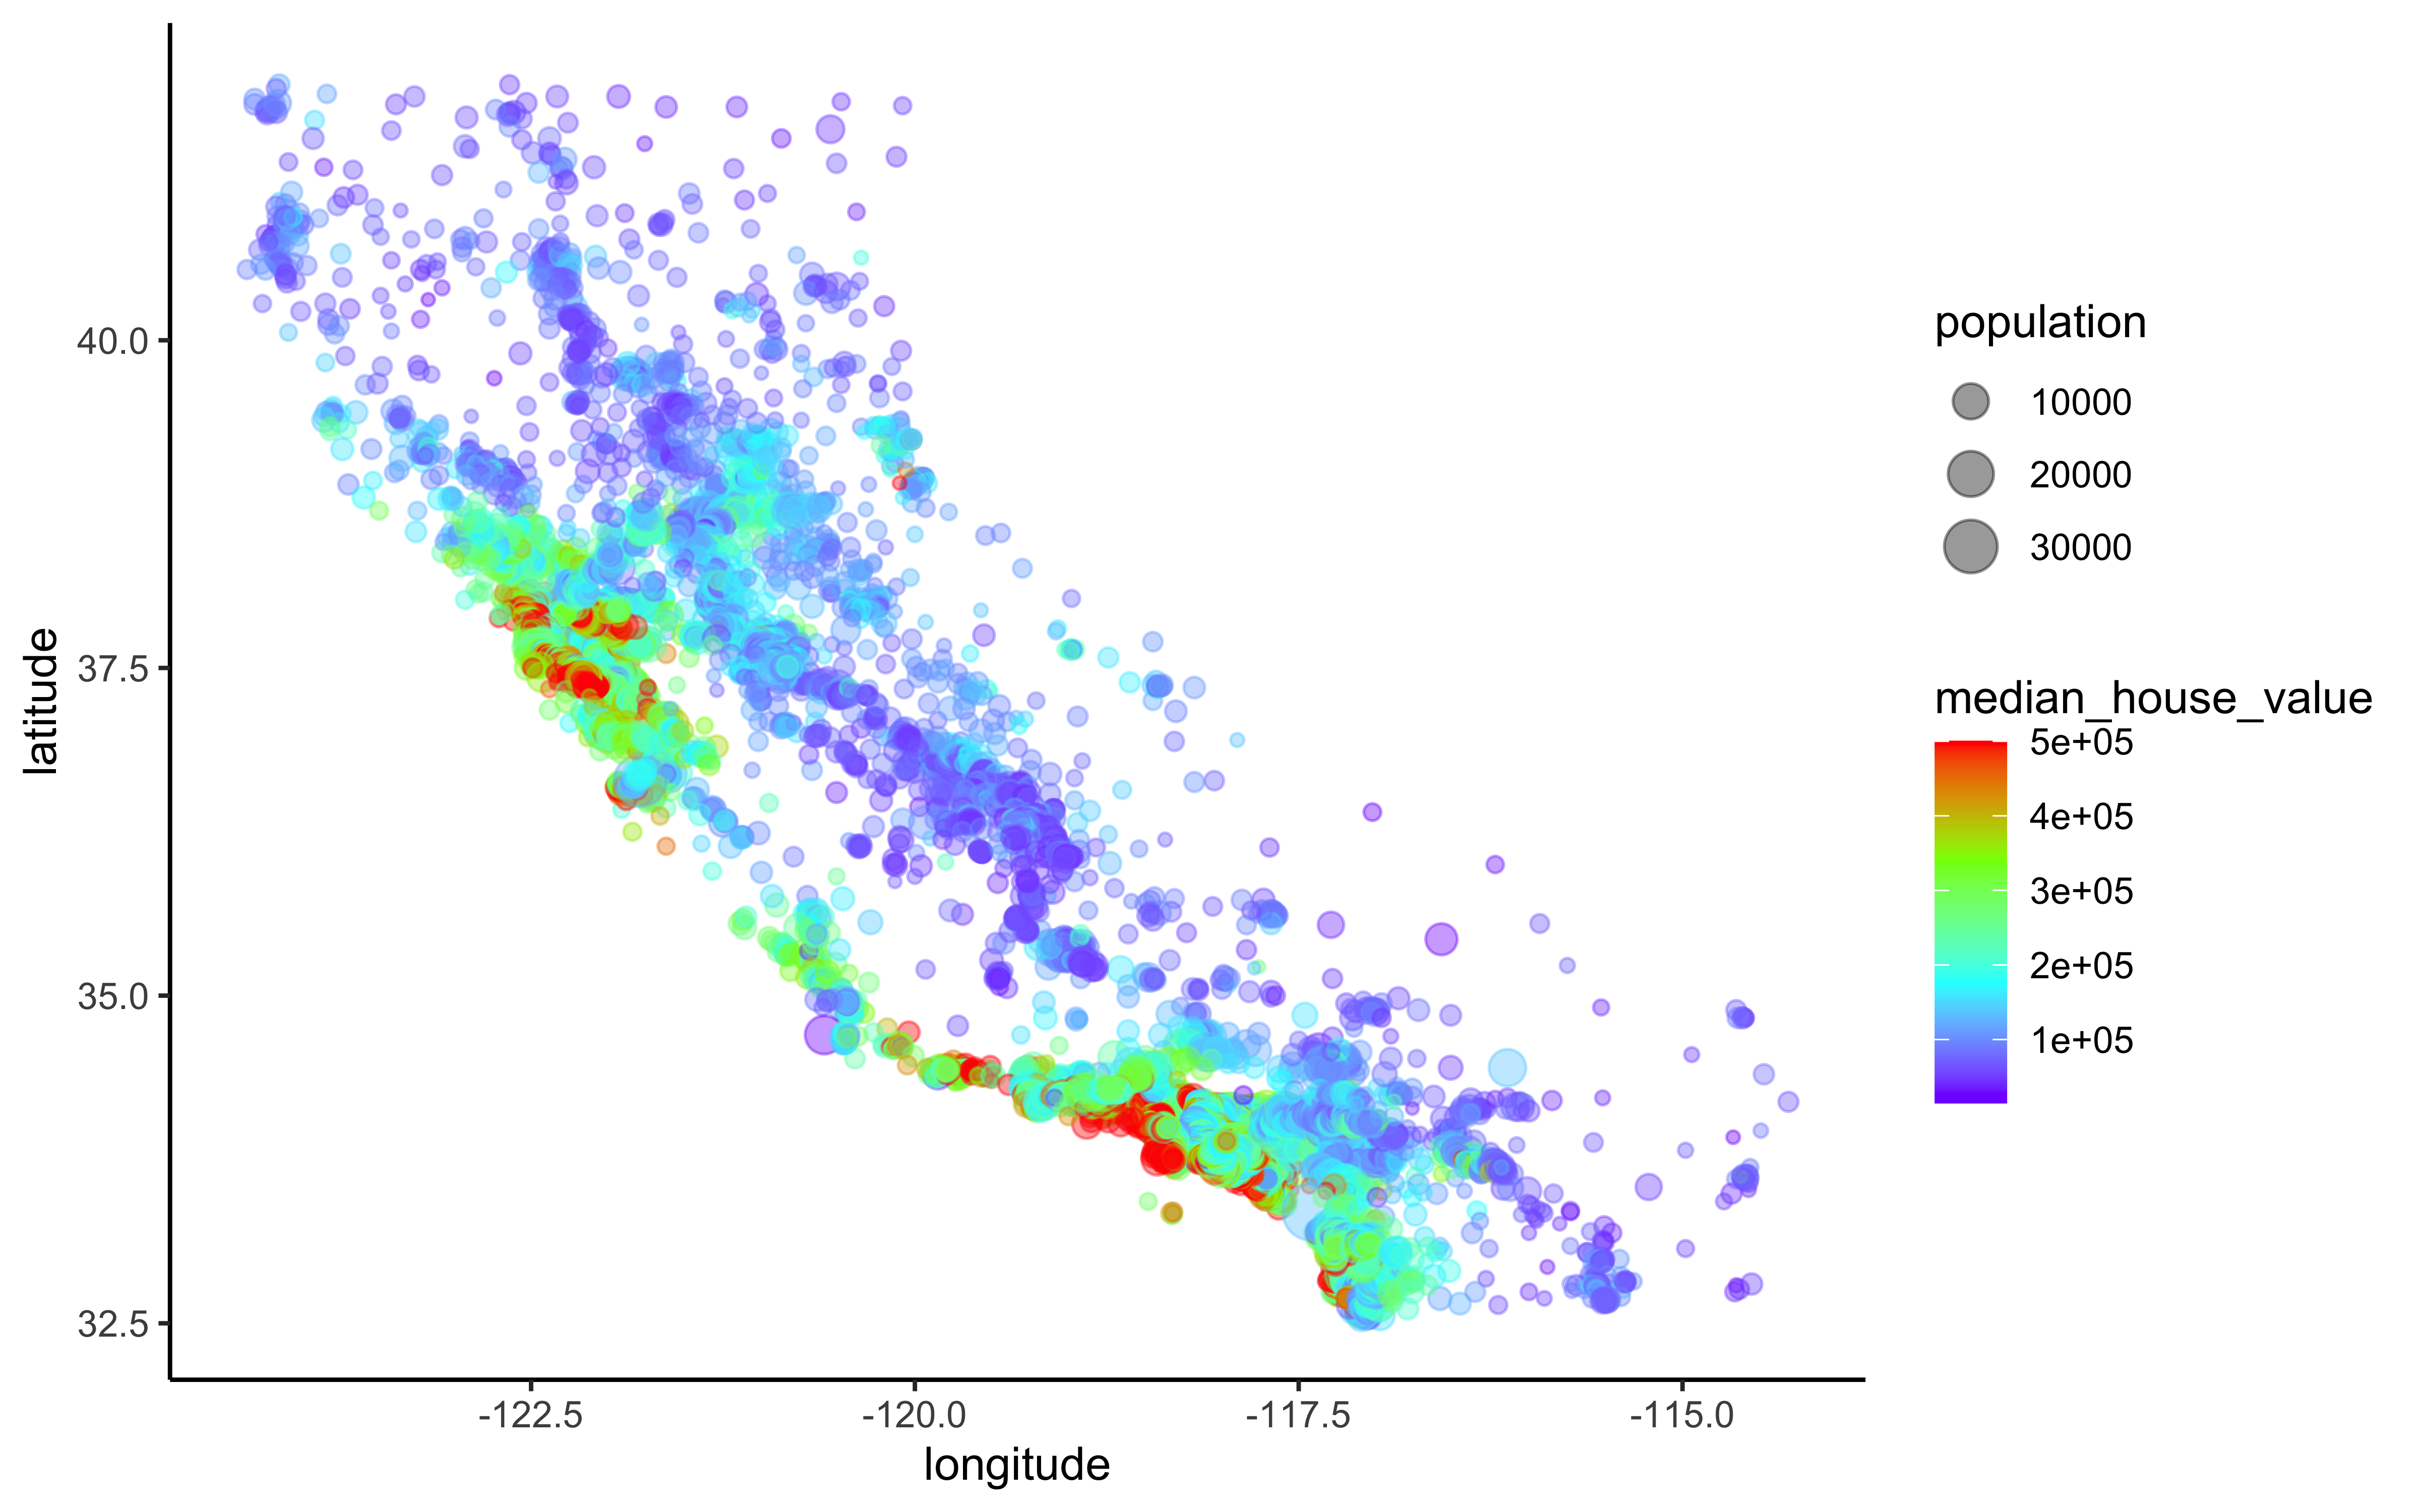 population
10000
20000
30000
median_house_value
5e+05
4e+05
3e+05
2e+05
1e+05
latitude
40.0
37.5
35.0
32.5
-122.5 -120.0 -117.5 -115.0
longitude